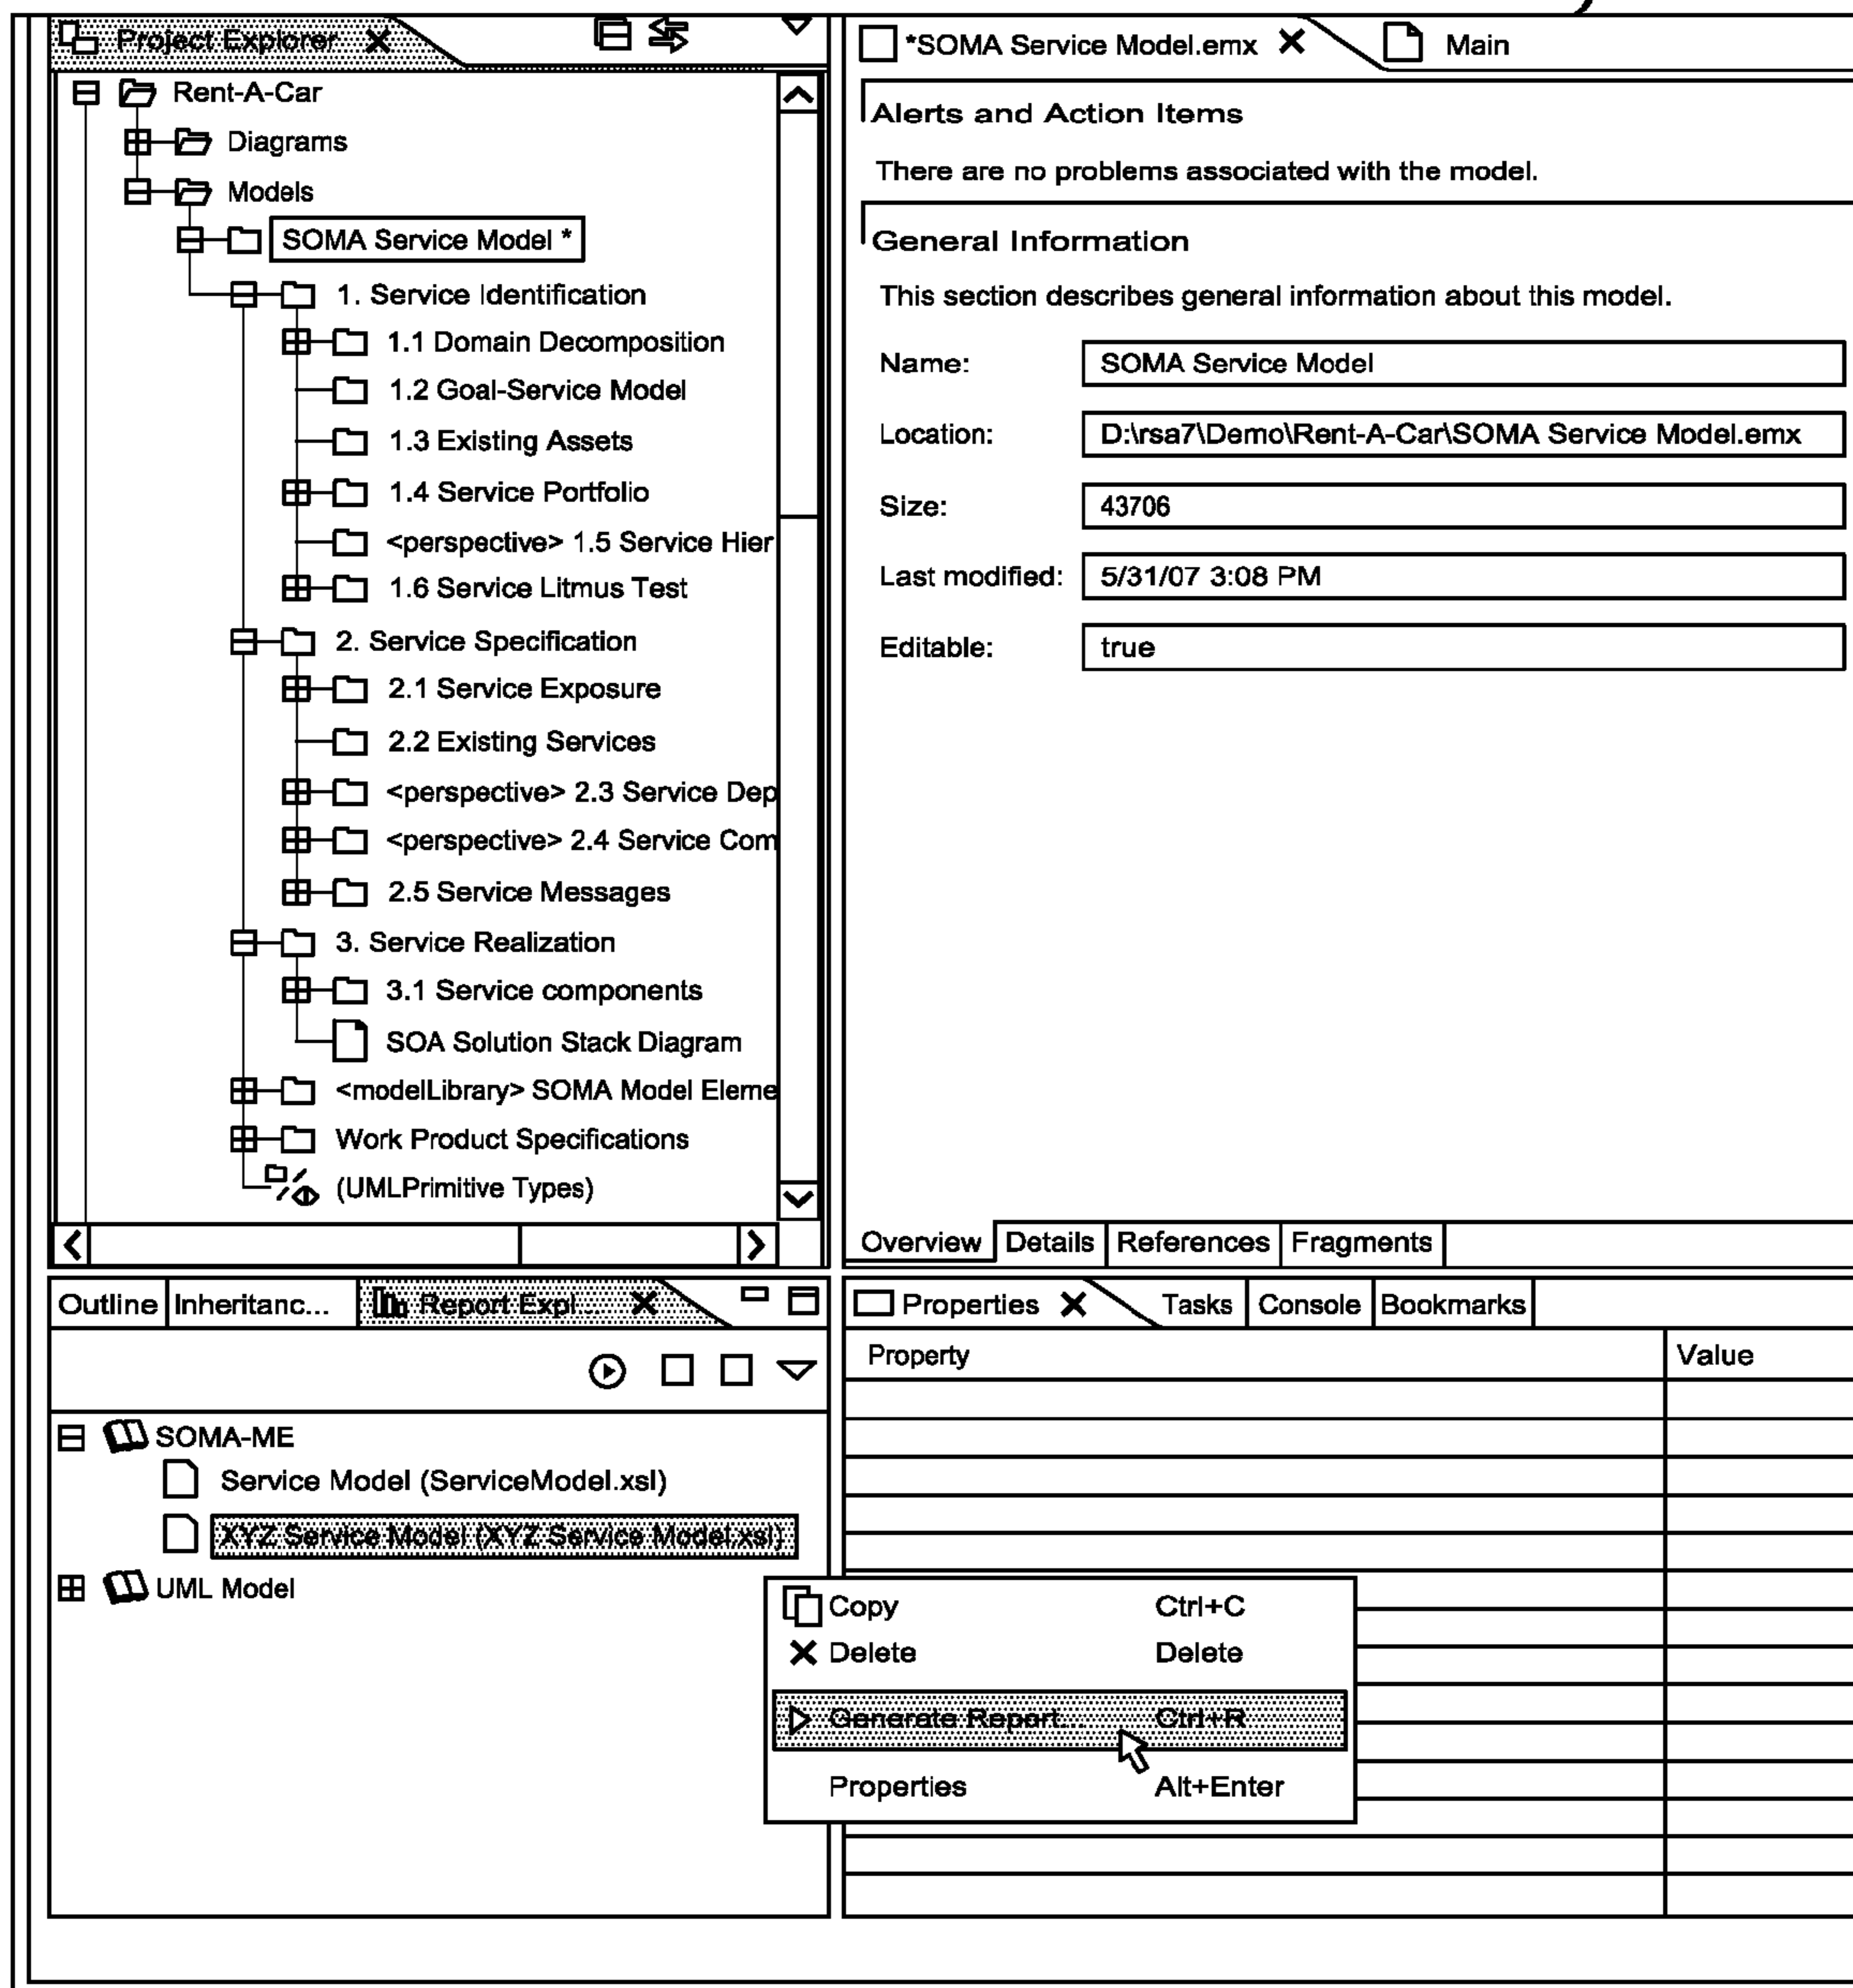 Project Explorer
Rent-A-Car
Diagrams
Models
SOMA Service Model *
1. Service Identification
1.1 Domain Decomposition
1.2 Goal-Service Model
1.3 Existing Assets
1.4 Service Portfolio
<perspective> 1.5 Service Hier
1.6 Service Litmus Test
2. Service Specification
2.1 Service Exposure
2.2 Existing Services
<perspective> 2.3 Service Dep
<perspective> 2.4 Service Com
2.5 Service Messages
3. Service Realization
3.1 Service components
SOA Solution Stack Diagram
<modelLibrary> SOMA Model Eleme
Work Product Specifications
(UMLPrimitive Types)
*SOMA Service Model.emx Main
Alerts and Action Items
There are no problems associated with the model.
General Information
This section describes general information about this model.
Name: SOMA Service Model
Location: D:\rsa7\Demo\Rent-A-Car\SOMA Service Model.emx
Size: 43706
Last modified: 5/31/07 3:08 PM
Editable: true
Overview Details References Fragments
Outline Inheritanc... Report Expl...
SOMA-ME
Service Model (ServiceModel.xsl)
XYZ Service Model (XYZ Service Model.xsl)
UML Model
Properties Tasks Console Bookmarks
Property Value
Copy Ctrl+C
Delete Delete
Generate Report... Ctrl+R
Properties Alt+Enter